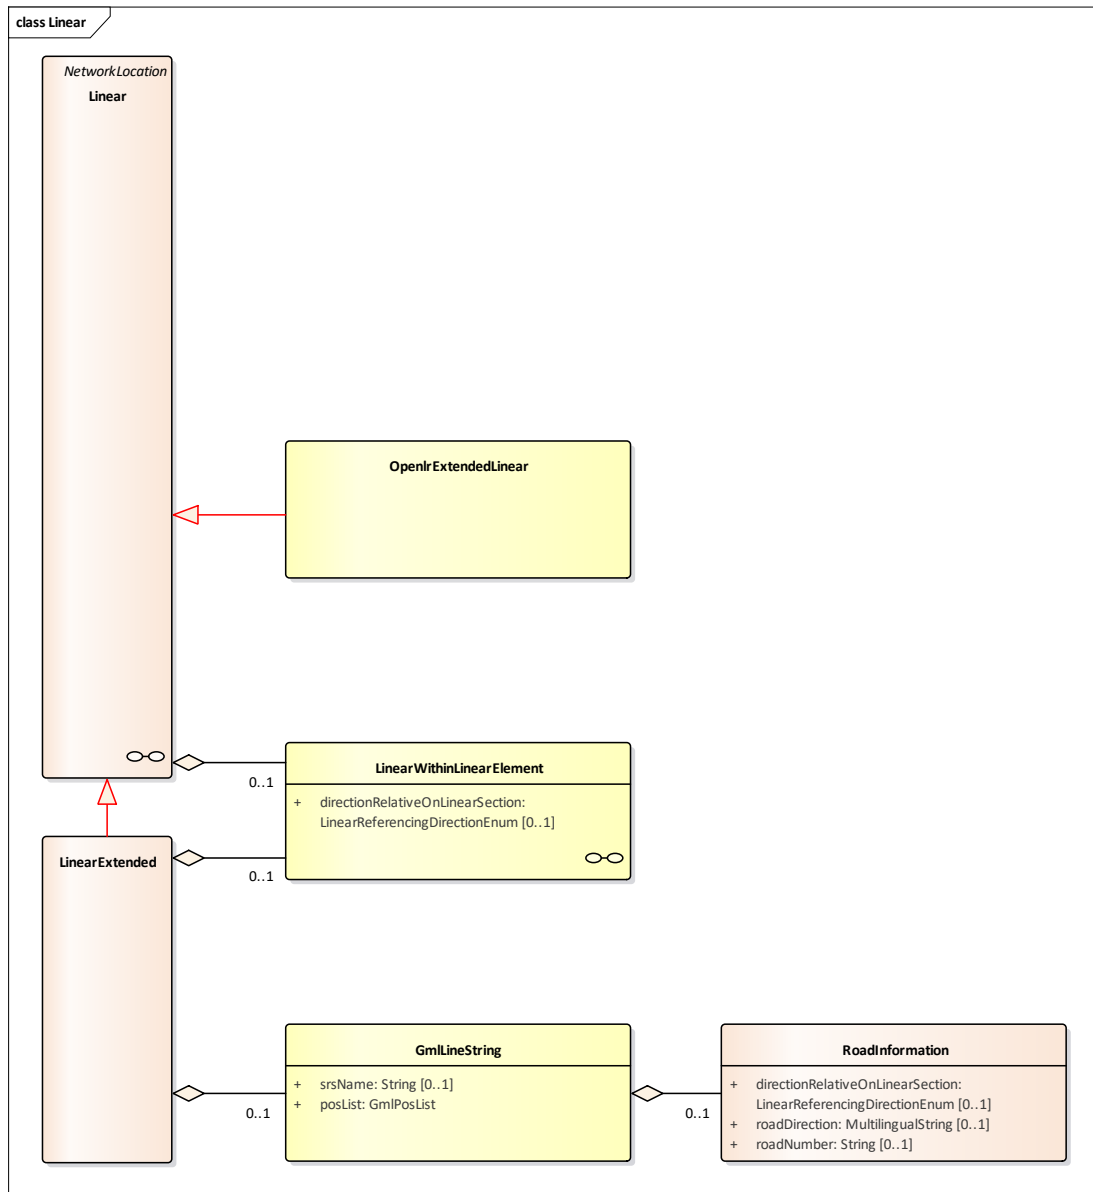 class Linear
NetworkLocation
Linear
OpenlrExtendedLinear
LinearWithinLinearElement
+ directionRelativeOnLinearSection:
LinearReferencingDirectionEnum [0..1]
0..1
LinearExtended
0..1
GmlLineString
+ srsName: String [0..1]
+ posList: GmlPosList
0..1
RoadInformation
+ directionRelativeOnLinearSection:
LinearReferencingDirectionEnum [0..1]
+ roadDirection: MultilingualString [0..1]
+ roadNumber: String [0..1]
0..1